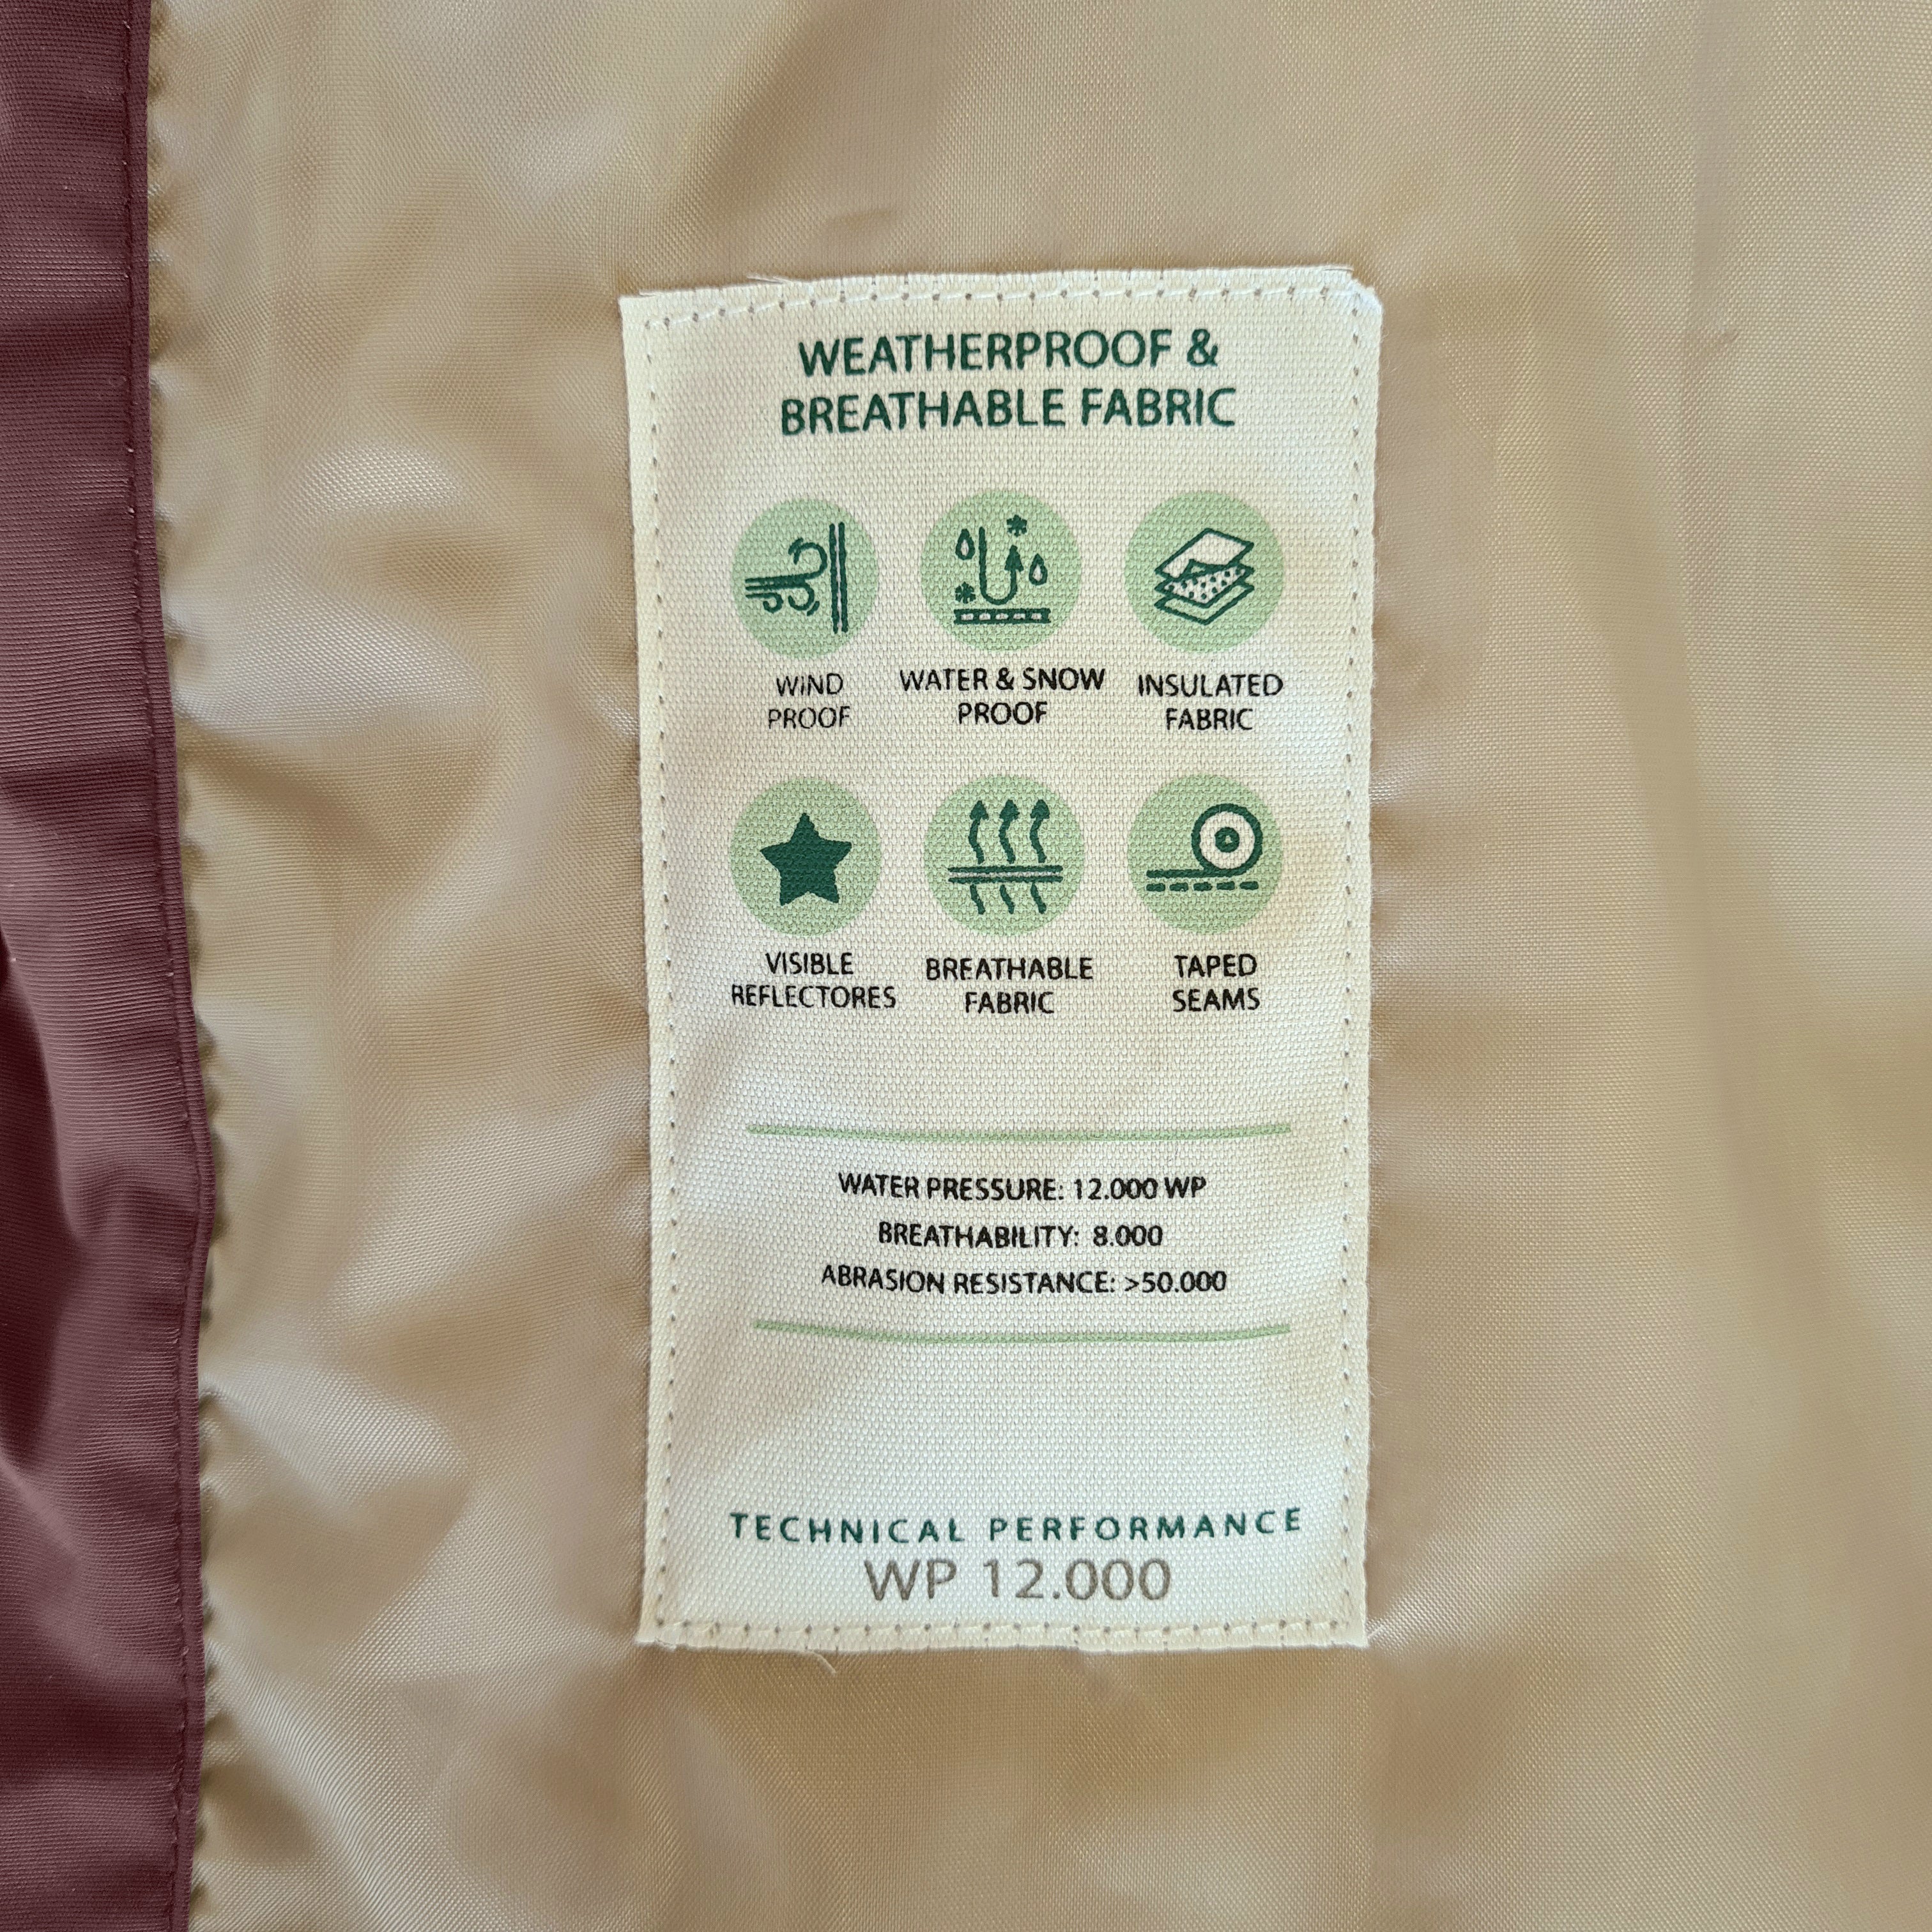 WEATHERPROOF &
BREATHABLE FABRIC
WIND
PROOF
WATER & SNOW
PROOF
INSULATED
FABRIC
VISIBLE
REFLECTORES
BREATHABLE
FABRIC
TAPED
SEAMS
WATER PRESSURE: 12.000 WP
BREATHABILITY: 8.000
ABRASION RESISTANCE: >50.000
TECHNICAL PERFORMANCE
WP 12.000